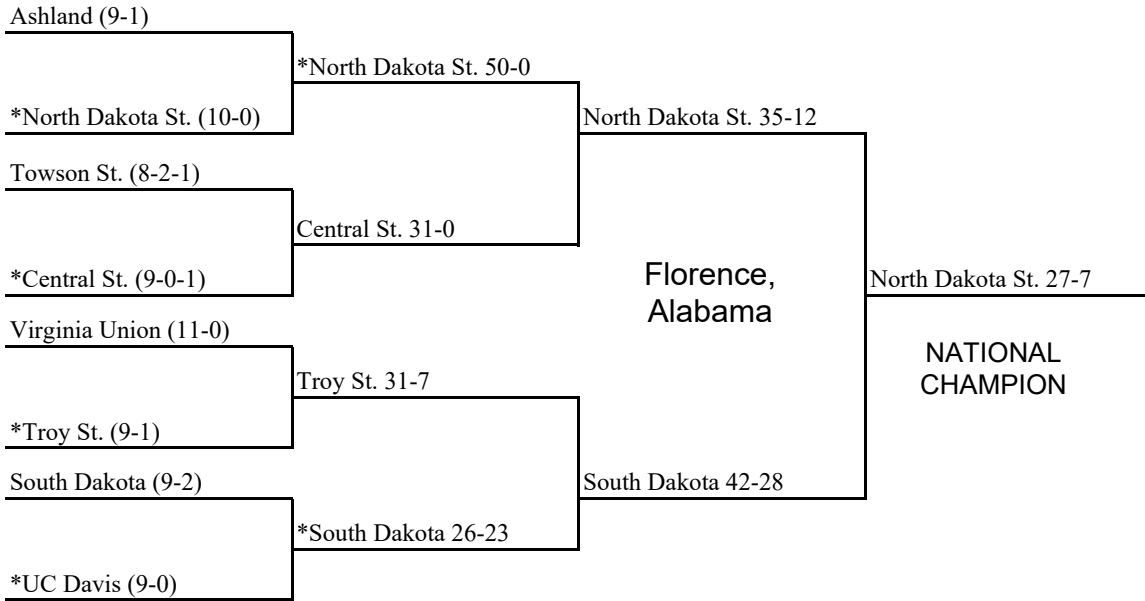 Ashland (9-1)
*North Dakota St. 50-0
*North Dakota St. (10-0)
North Dakota St. 35-12
Towson St. (8-2-1)
Central St. 31-0
*Central St. (9-0-1)
Florence,
Alabama
North Dakota St. 27-7
Virginia Union (11-0)
NATIONAL
CHAMPION
Troy St. 31-7
*Troy St. (9-1)
South Dakota (9-2)
South Dakota 42-28
*South Dakota 26-23
*UC Davis (9-0)